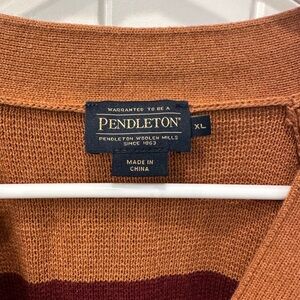 WARRANTED TO BE A
PENDLETON®
PENDLETON WOOLEN MILLS
SINCE 1863
XL
MADE IN
CHINA